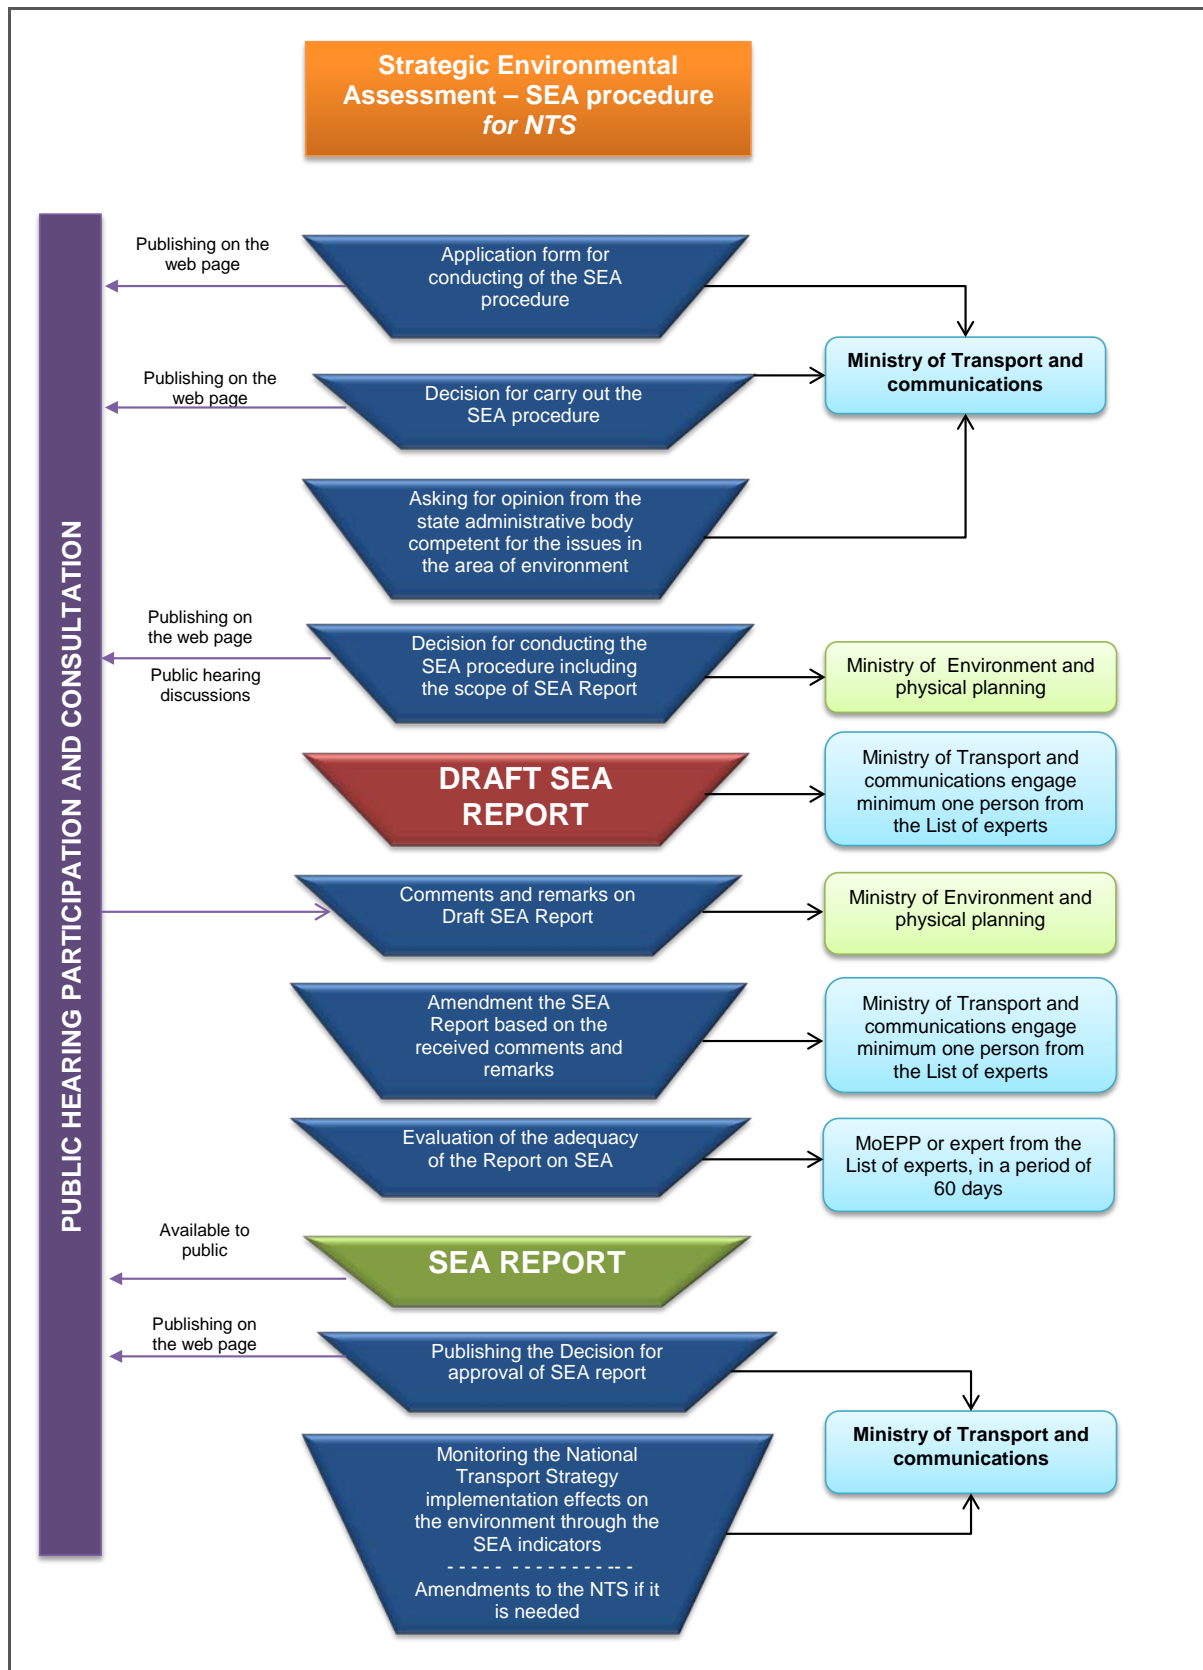 Strategic Environmental
Assessment – SEA procedure
for NTS
PUBLIC HEARING PARTICIPATION AND CONSULTATION
Publishing on the
web page
Application form for
conducting of the SEA
procedure
Ministry of Transport and
communications
Publishing on the
web page
Decision for carry out the
SEA procedure
Asking for opinion from the
state administrative body
competent for the issues in
the area of environment
Publishing on
the web page
Public hearing
discussions
Decision for conducting the
SEA procedure including
the scope of SEA Report
Ministry of Environment and
physical planning
DRAFT SEA
REPORT
Ministry of Transport and
communications engage
minimum one person from
the List of experts
Comments and remarks on
Draft SEA Report
Ministry of Environment and
physical planning
Amendment the SEA
Report based on the
received comments and
remarks
Ministry of Transport and
communications engage
minimum one person from
the List of experts
Evaluation of the adequacy
of the Report on SEA
MoEPP or expert from the
List of experts, in a period of
60 days
Available to
public
SEA REPORT
Publishing on
the web page
Publishing the Decision for
approval of SEA report
Ministry of Transport and
communications
Monitoring the National
Transport Strategy
implementation effects on
the environment through the
SEA indicators
- - - - - - - - - - - - - -- -
Amendments to the NTS if it
is needed